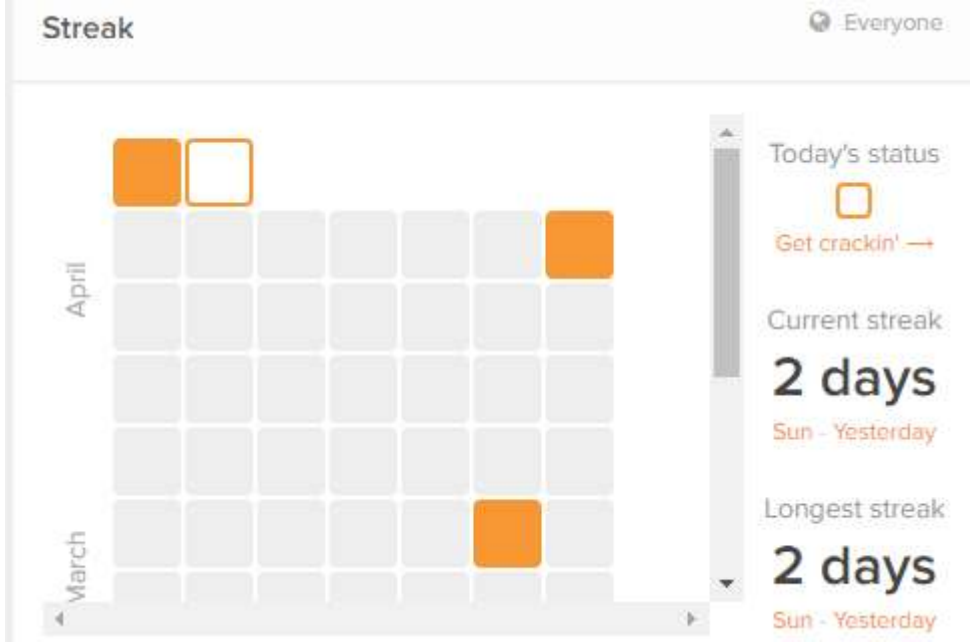 Streak
Everyone
Today's status
Get crackin' →
April
Current streak
2 days
Sun - Yesterday
Longest streak
2 days
Sun - Yesterday
March